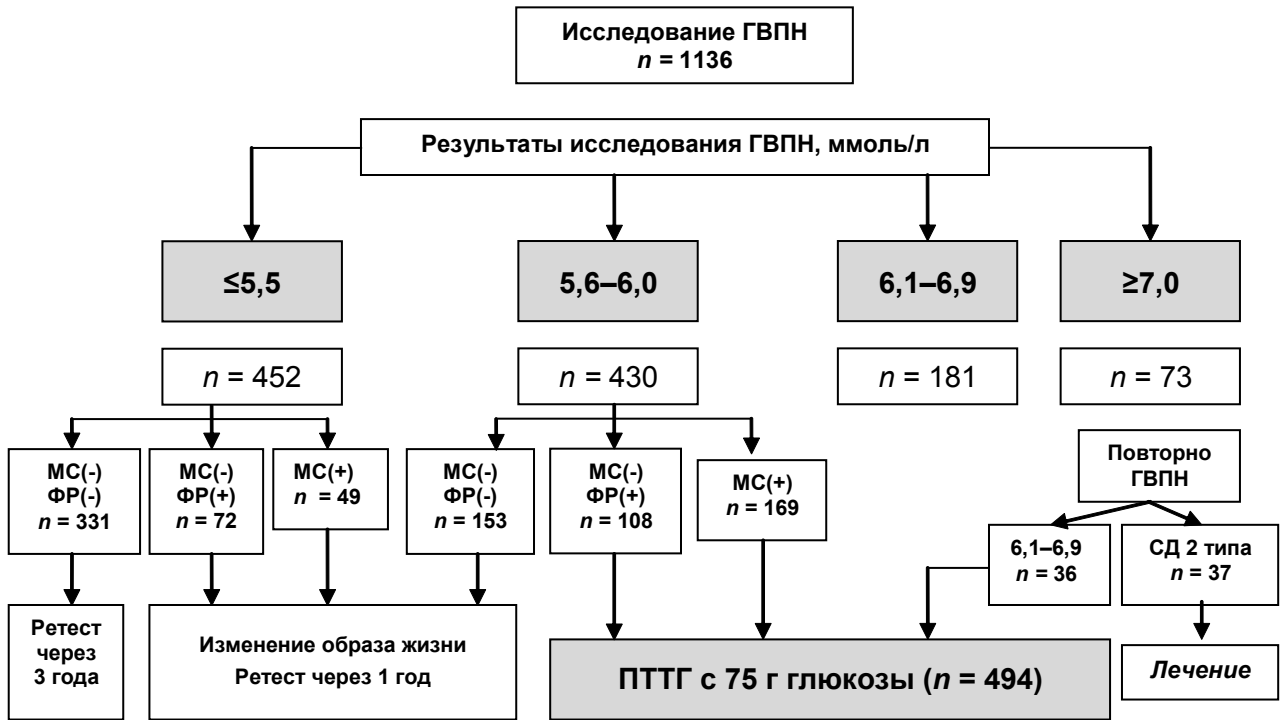 Исследование ГВПН
n = 1136
Результаты исследования ГВПН, ммоль/л
≤5,5
5,6–6,0
6,1–6,9
≥7,0
n = 452
n = 430
n = 181
n = 73
МС(-)
ФР(-)
n = 331
МС(-)
ФР(+)
n = 72
МС(+)
n = 49
МС(-)
ФР(-)
n = 153
МС(-)
ФР(+)
n = 108
МС(+)
n = 169
Повторно
ГВПН
6,1–6,9
n = 36
СД 2 типа
n = 37
Ретест
через
3 года
Изменение образа жизни
Ретест через 1 год
ПТТГ с 75 г глюкозы (n = 494)
Лечение